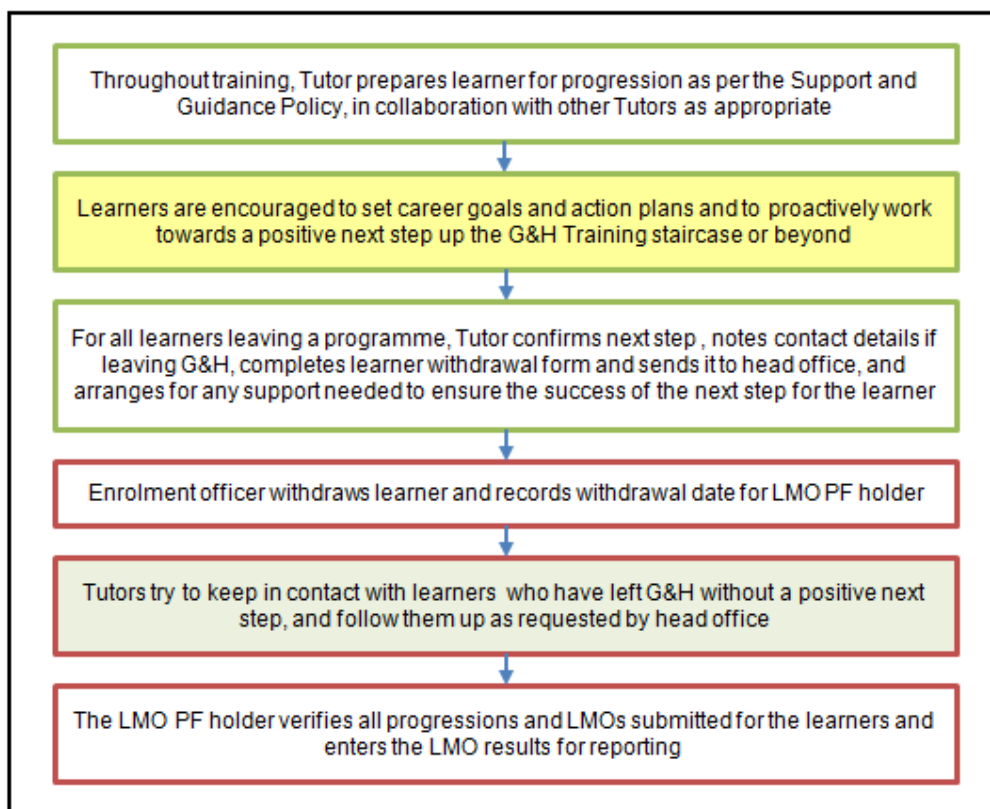 Throughout training, Tutor prepares learner for progression as per the Support and
Guidance Policy, in collaboration with other Tutors as appropriate
Learners are encouraged to set career goals and action plans and to proactively work
towards a positive next step up the G&H Training staircase or beyond
For all learners leaving a programme, Tutor confirms next step , notes contact details if
leaving G&H, completes learner withdrawal form and sends it to head office, and
arranges for any support needed to ensure the success of the next step for the learner
Enrolment officer withdraws learner and records withdrawal date for LMO PF holder
Tutors try to keep in contact with learners who have left G&H without a positive next
step, and follow them up as requested by head office
The LMO PF holder verifies all progressions and LMOs submitted for the learners and
enters the LMO results for reporting